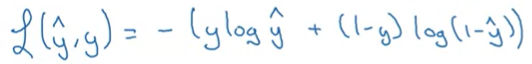 ℒ(ŷ,y) = - (y log ŷ + (1-y) log(1-ŷ))